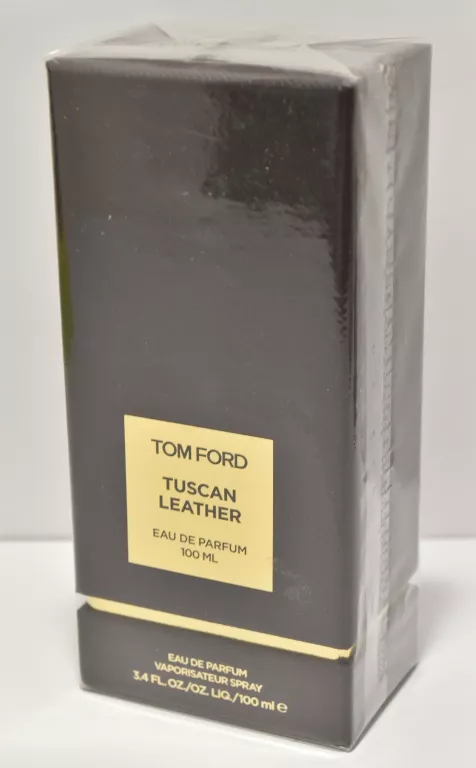 TOM FORD
TUSCAN
LEATHER
EAU DE PARFUM
100 ML
EAU DE PARFUM
VAPORISATEUR SPRAY
3.4 FL.OZ./OZ. LIQ./100 ml ℮